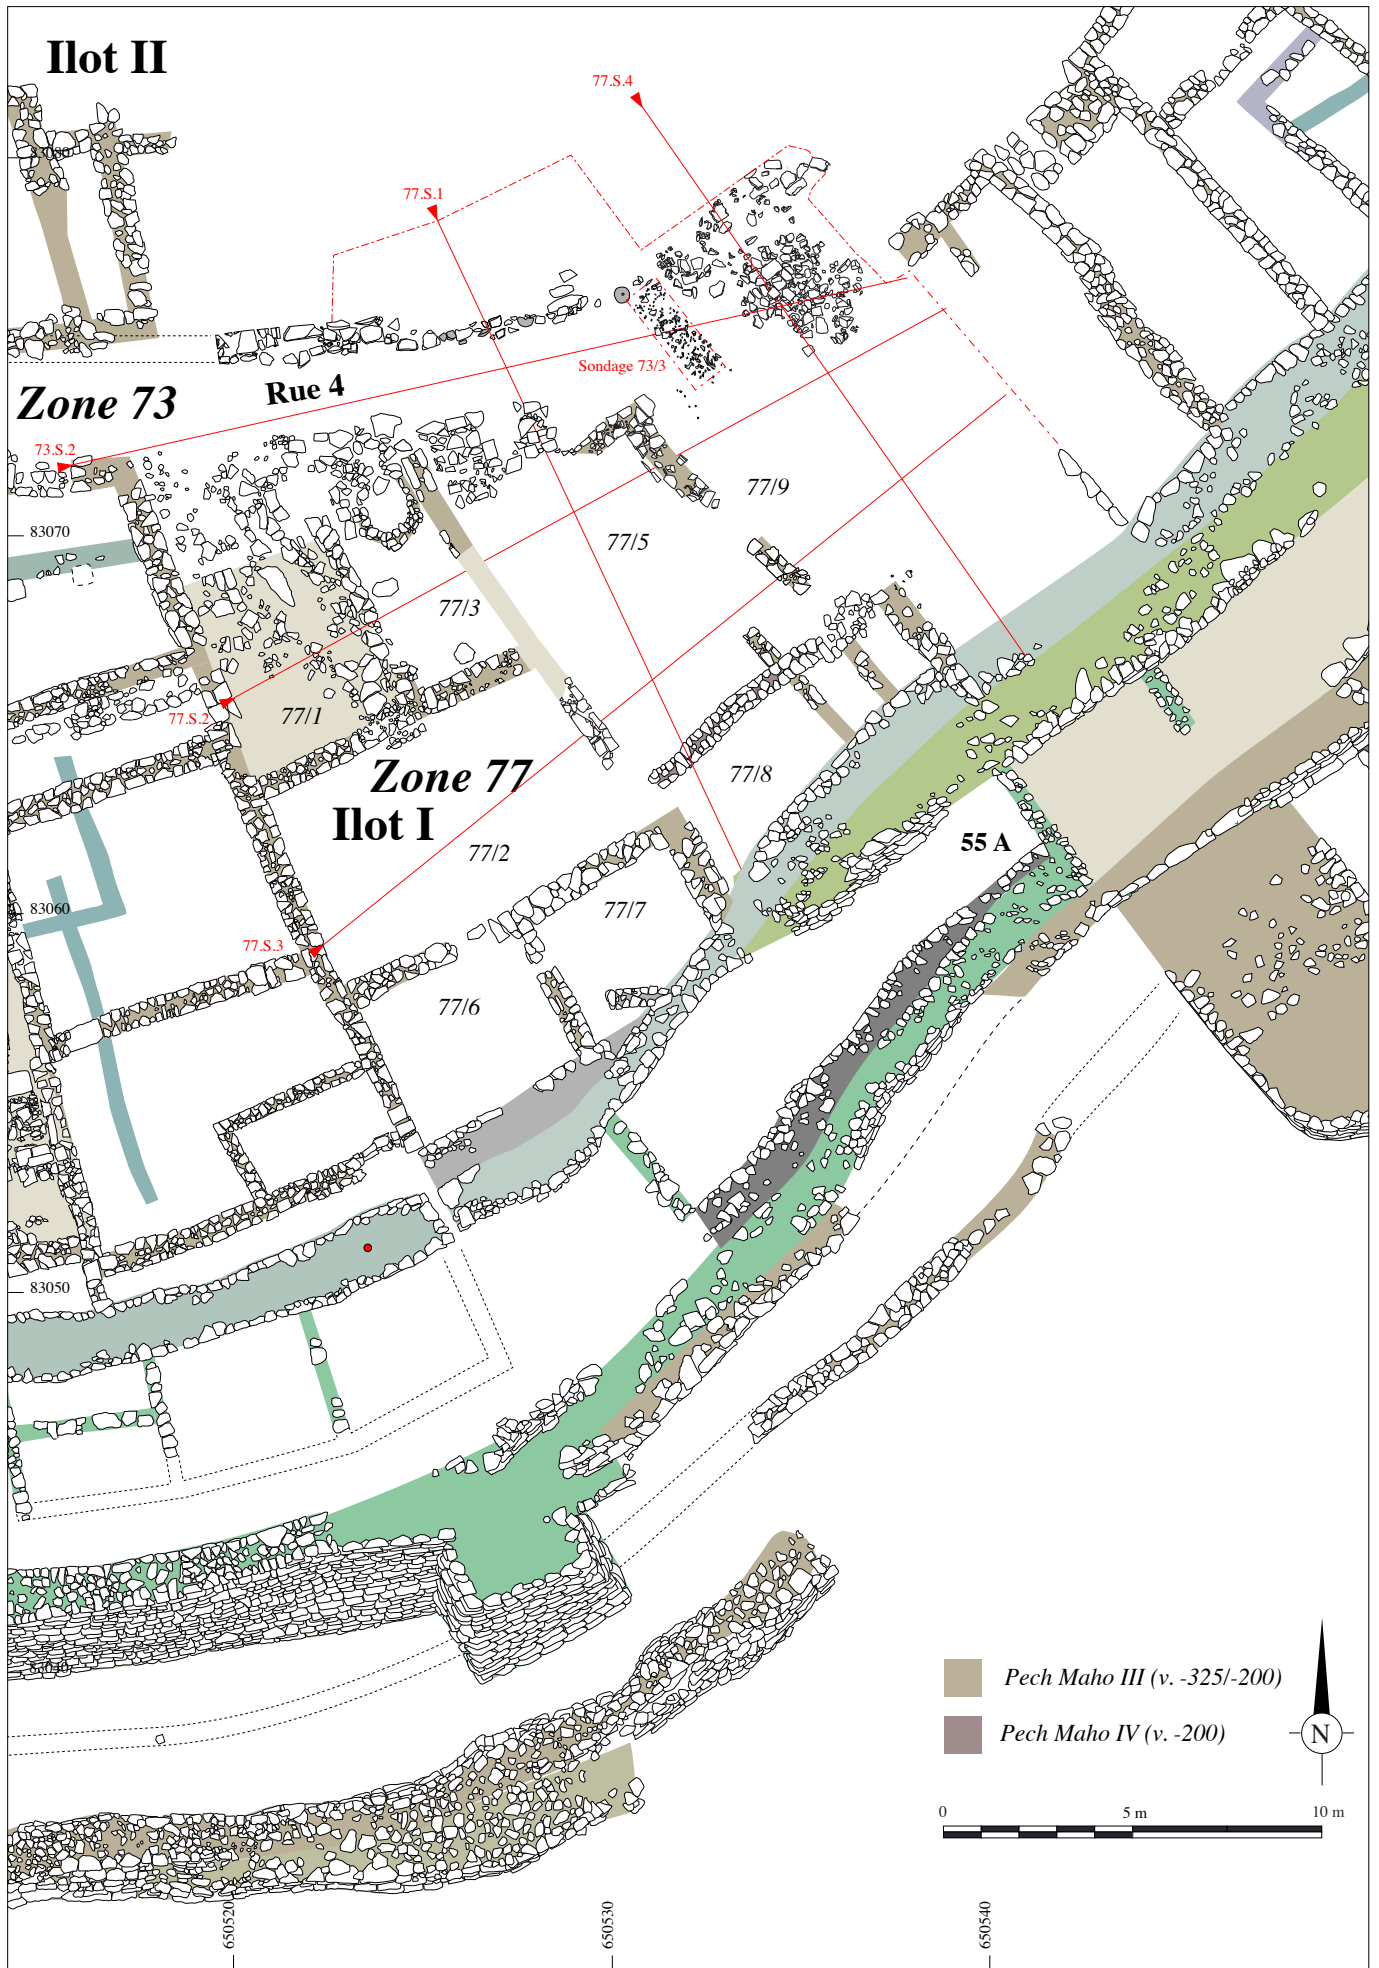 Ilot II
77.S.4
83080
77.S.1
Sondage 73/3
Rue 4
Zone 73
73.S.2
77/9
83070
77/5
77/3
77.S.2
77/1
Zone 77
77/8
Ilot I
55 A
77/2
83060
77/7
77.S.3
77/6
83050
83040
Pech Maho III (v. -325/-200)
Pech Maho IV (v. -200)
N
0 5 m 10 m
650520
650530
650540